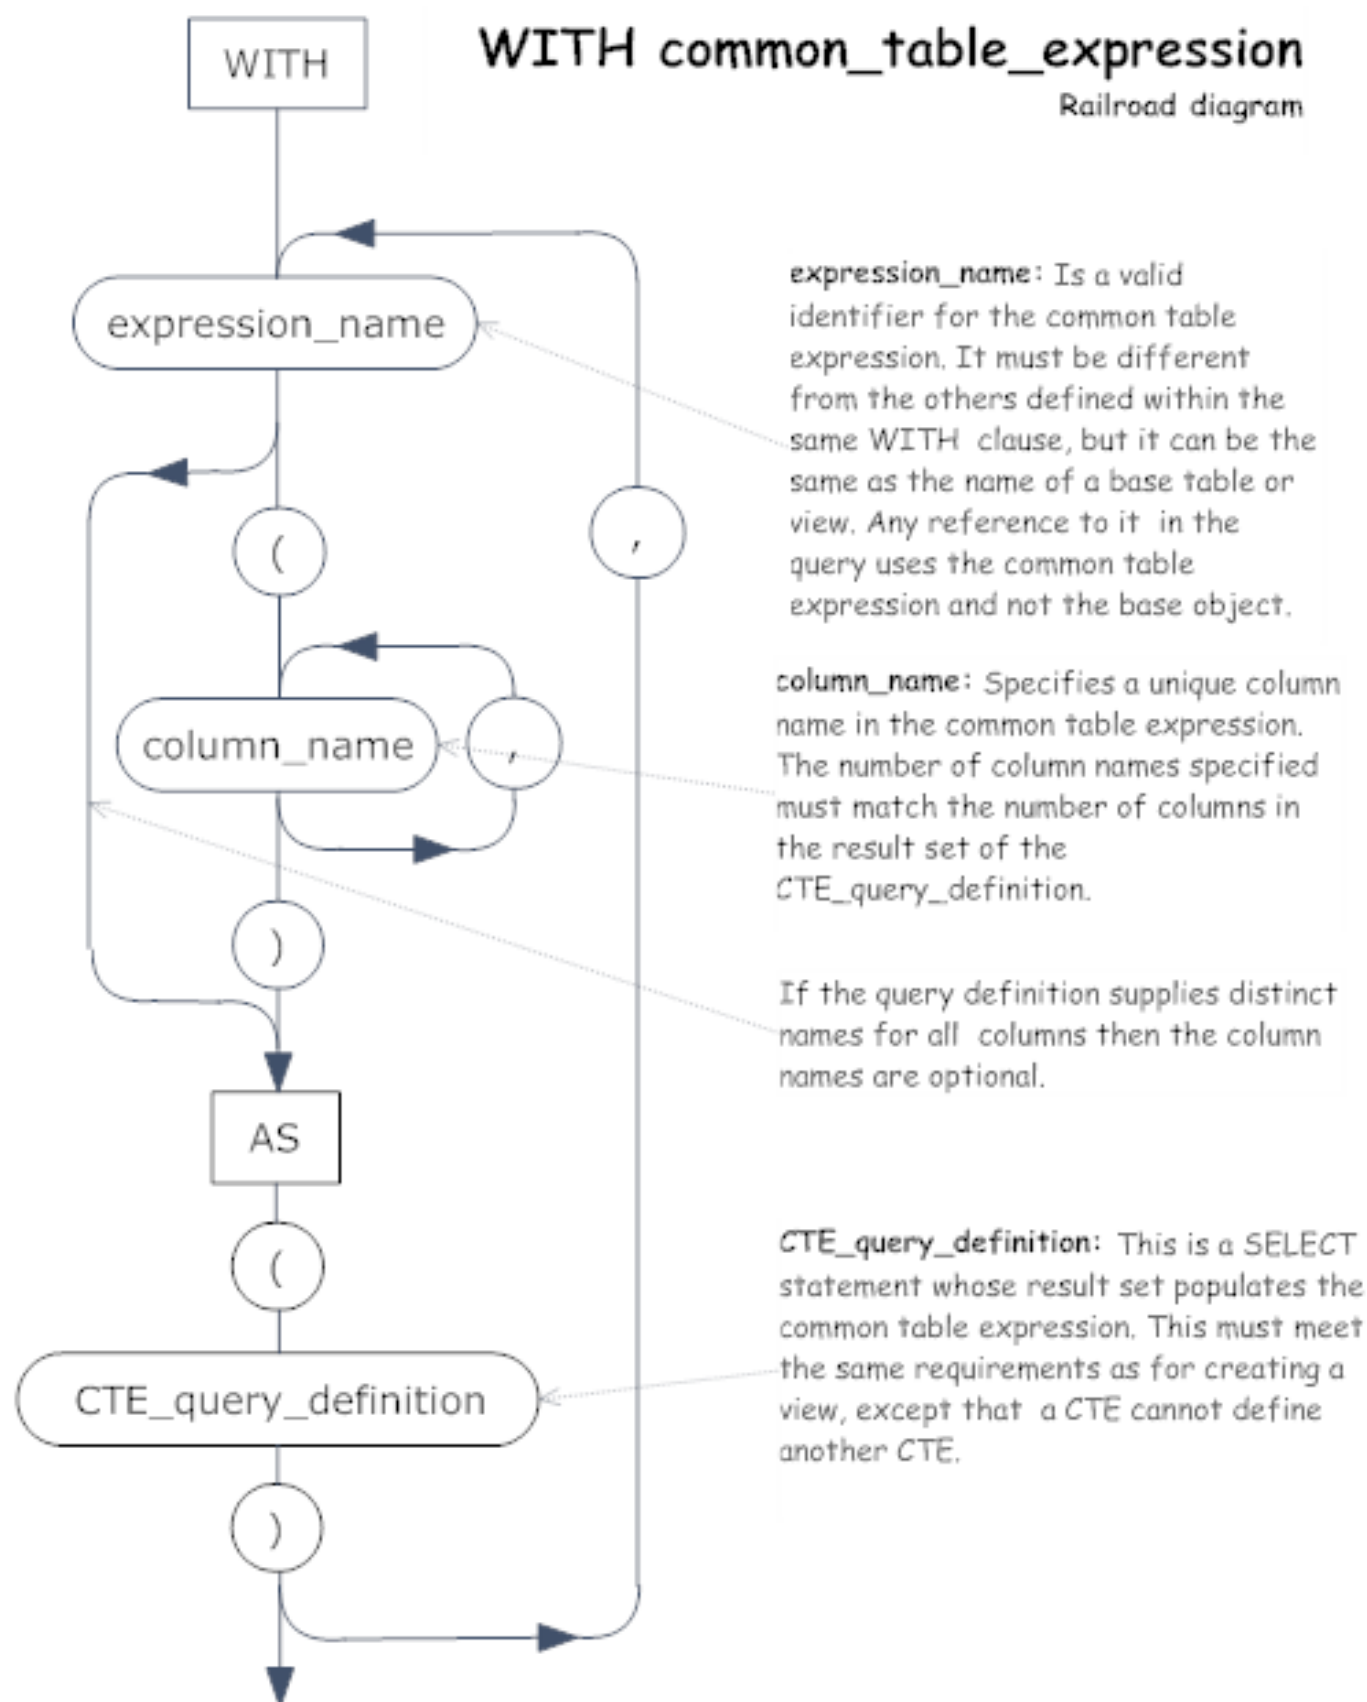 WITH common_table_expression
Railroad diagram
WITH
expression_name
(
,
column_name
,
)
AS
(
CTE_query_definition
)
expression_name: Is a valid
identifier for the common table
expression. It must be different
from the others defined within the
same WITH clause, but it can be the
same as the name of a base table or
view. Any reference to it in the
query uses the common table
expression and not the base object.
column_name: Specifies a unique column
name in the common table expression.
The number of column names specified
must match the number of columns in
the result set of the
CTE_query_definition.
If the query definition supplies distinct
names for all columns then the column
names are optional.
CTE_query_definition: This is a SELECT
statement whose result set populates the
common table expression. This must meet
the same requirements as for creating a
view, except that a CTE cannot define
another CTE.